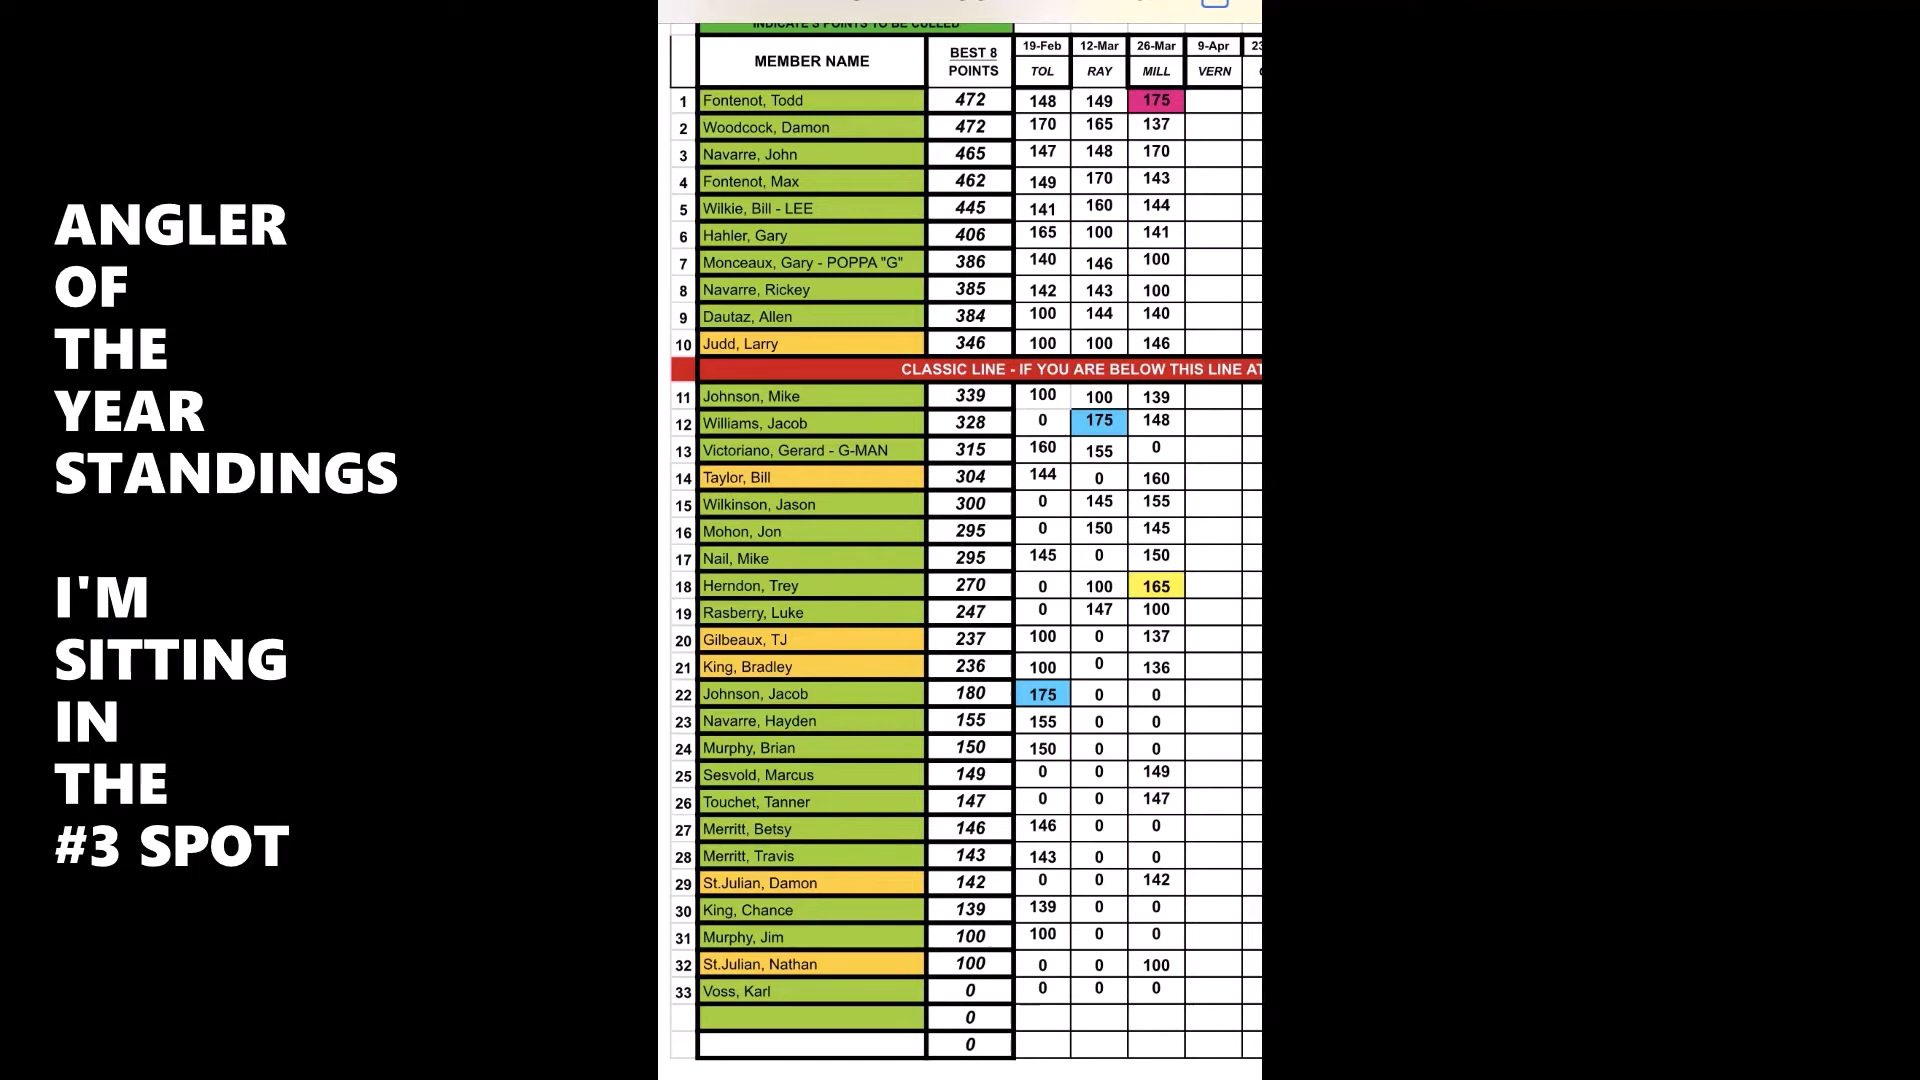 ANGLER
OF
THE
YEAR
STANDINGS
I'M
SITTING
IN
THE
#3 SPOT
INDICATE'S POINTS TO BE CULLED
MEMBER NAME BEST 8 POINTS 19-Feb 12-Mar 26-Mar 9-Apr 23
TOL RAY MILL VERN
1 Fontenot, Todd 472 148 149 175
2 Woodcock, Damon 472 170 165 137
3 Navarre, John 465 147 148 170
4 Fontenot, Max 462 149 170 143
5 Wilkie, Bill - LEE 445 141 160 144
6 Hahler, Gary 406 165 100 141
7 Monceaux, Gary - POPPA "G" 386 140 146 100
8 Navarre, Rickey 385 142 143 100
9 Dautaz, Allen 384 100 144 140
10 Judd, Larry 346 100 100 146
CLASSIC LINE - IF YOU ARE BELOW THIS LINE AT
11 Johnson, Mike 339 100 100 139
12 Williams, Jacob 328 0 175 148
13 Victoriano, Gerard - G-MAN 315 160 155 0
14 Taylor, Bill 304 144 0 160
15 Wilkinson, Jason 300 0 145 155
16 Mohon, Jon 295 0 150 145
17 Nail, Mike 295 145 0 150
18 Herndon, Trey 270 0 100 165
19 Rasberry, Luke 247 0 147 100
20 Gilbeaux, TJ 237 100 0 137
21 King, Bradley 236 100 0 136
22 Johnson, Jacob 180 175 0 0
23 Navarre, Hayden 155 155 0 0
24 Murphy, Brian 150 150 0 0
25 Sesvold, Marcus 149 0 0 149
26 Touchet, Tanner 147 0 0 147
27 Merritt, Betsy 146 146 0 0
28 Merritt, Travis 143 143 0 0
29 St.Julian, Damon 142 0 0 142
30 King, Chance 139 139 0 0
31 Murphy, Jim 100 100 0 0
32 St.Julian, Nathan 100 0 0 100
33 Voss, Karl 0 0 0 0
0
0